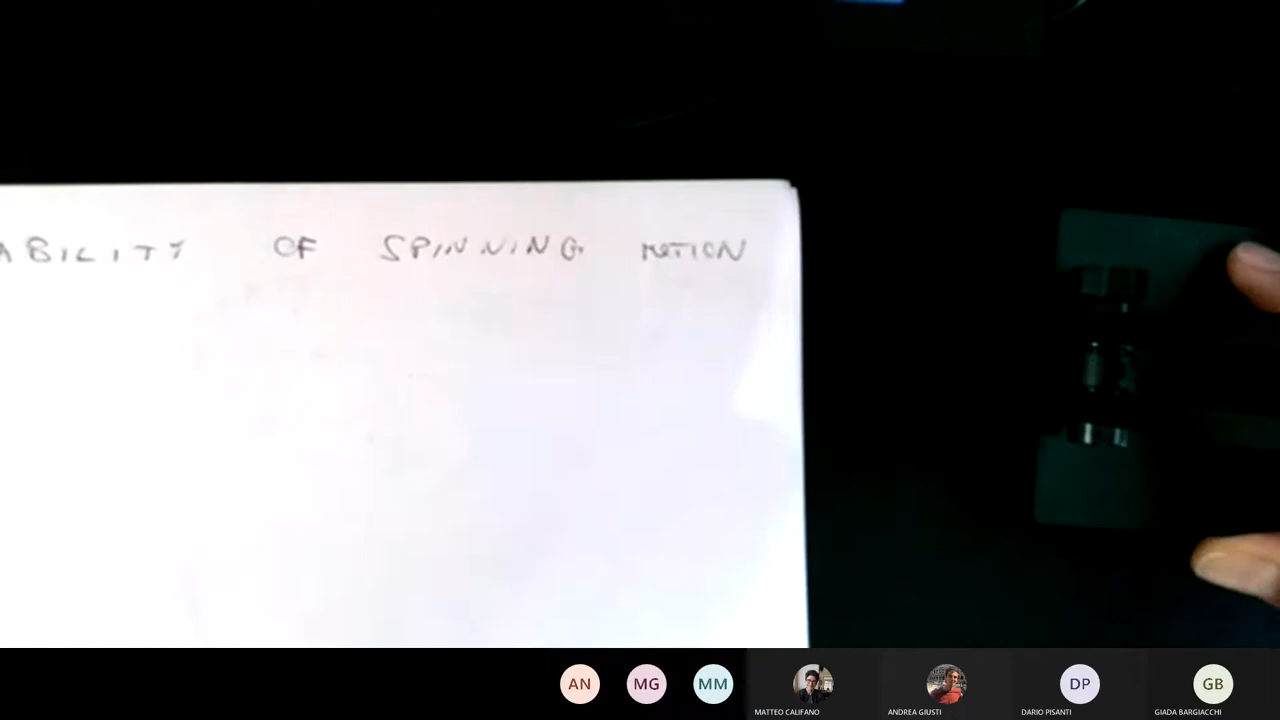 ABILITY OF SPINNING MOTION
AN MG MM DP GB
MATTEO CALIFANO ANDREA GIUSTI DARIO PISANTI GIADA BARGIACCHI